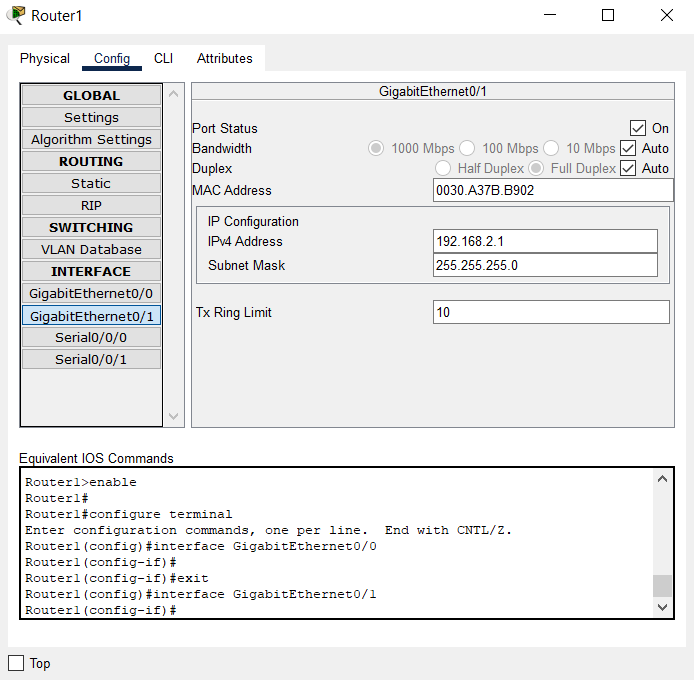 Router1
Physical Config CLI Attributes
GLOBAL
Settings
Algorithm Settings
ROUTING
Static
RIP
SWITCHING
VLAN Database
INTERFACE
GigabitEthernet0/0
GigabitEthernet0/1
Serial0/0/0
Serial0/0/1
GigabitEthernet0/1
Port Status On
Bandwidth 1000 Mbps 100 Mbps 10 Mbps Auto
Duplex Half Duplex Full Duplex Auto
MAC Address 0030.A37B.B902
IP Configuration
IPv4 Address 192.168.2.1
Subnet Mask 255.255.255.0
Tx Ring Limit 10
Equivalent IOS Commands
Router1>enable
Router1#
Router1#configure terminal
Enter configuration commands, one per line. End with CNTL/Z.
Router1(config)#interface GigabitEthernet0/0
Router1(config-if)#
Router1(config-if)#exit
Router1(config)#interface GigabitEthernet0/1
Router1(config-if)#
Top